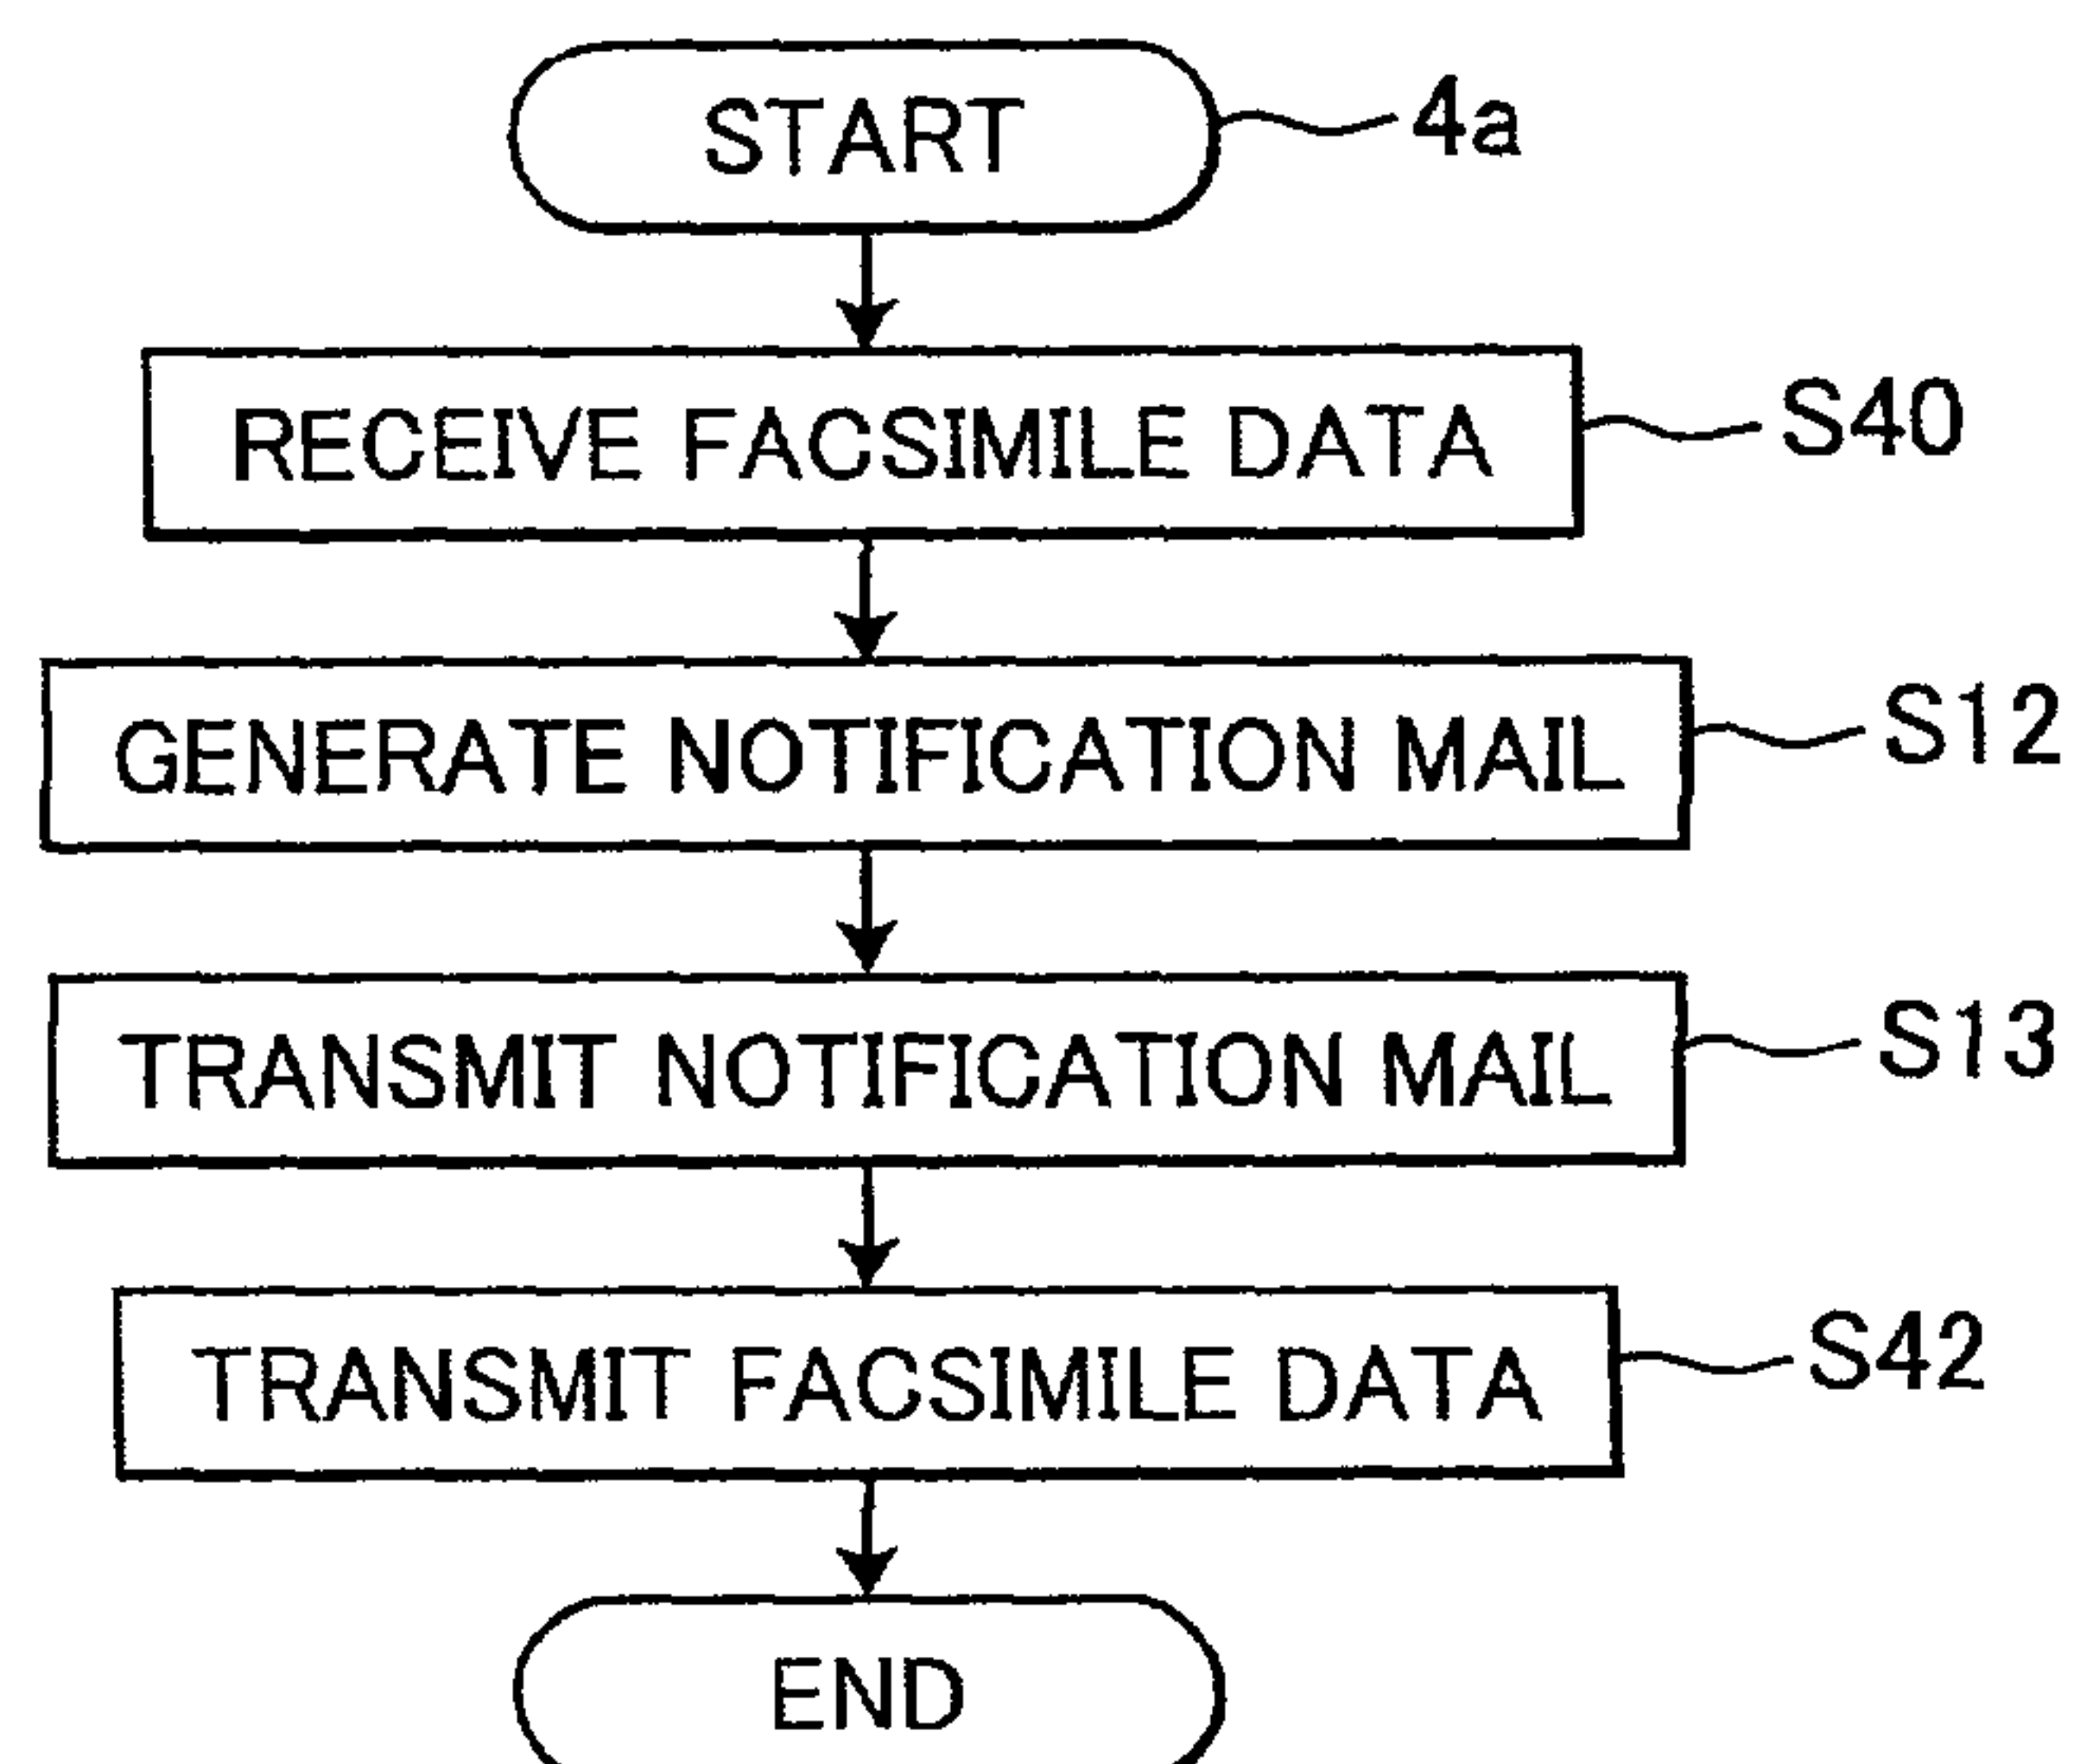 START 4a
RECEIVE FACSIMILE DATA S40
GENERATE NOTIFICATION MAIL S12
TRANSMIT NOTIFICATION MAIL S13
TRANSMIT FACSIMILE DATA S42
END